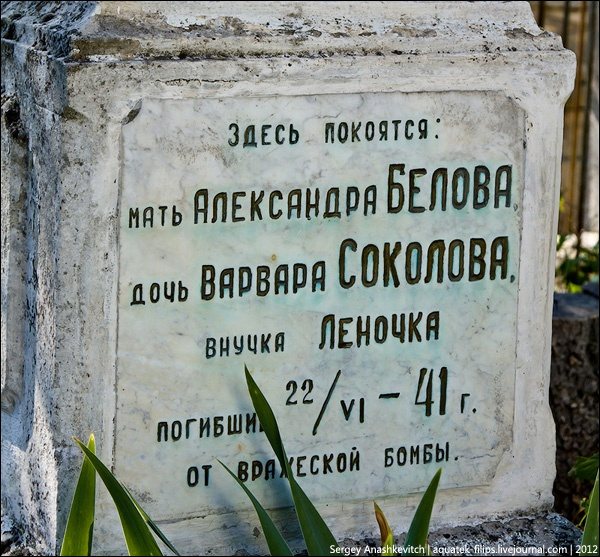 ЗДЕСЬ ПОКОЯТСЯ:
МАТЬ АЛЕКСАНДРА БЕЛОВА,
ДОЧЬ ВАРВАРА СОКОЛОВА,
ВНУЧКА ЛЕНОЧКА
ПОГИБШИЕ 22/VI – 41 Г.
ОТ ВРАЖЕСКОЙ БОМБЫ.
Sergey Anashkevitch | aquatek-filips.livejournal.com | 2012